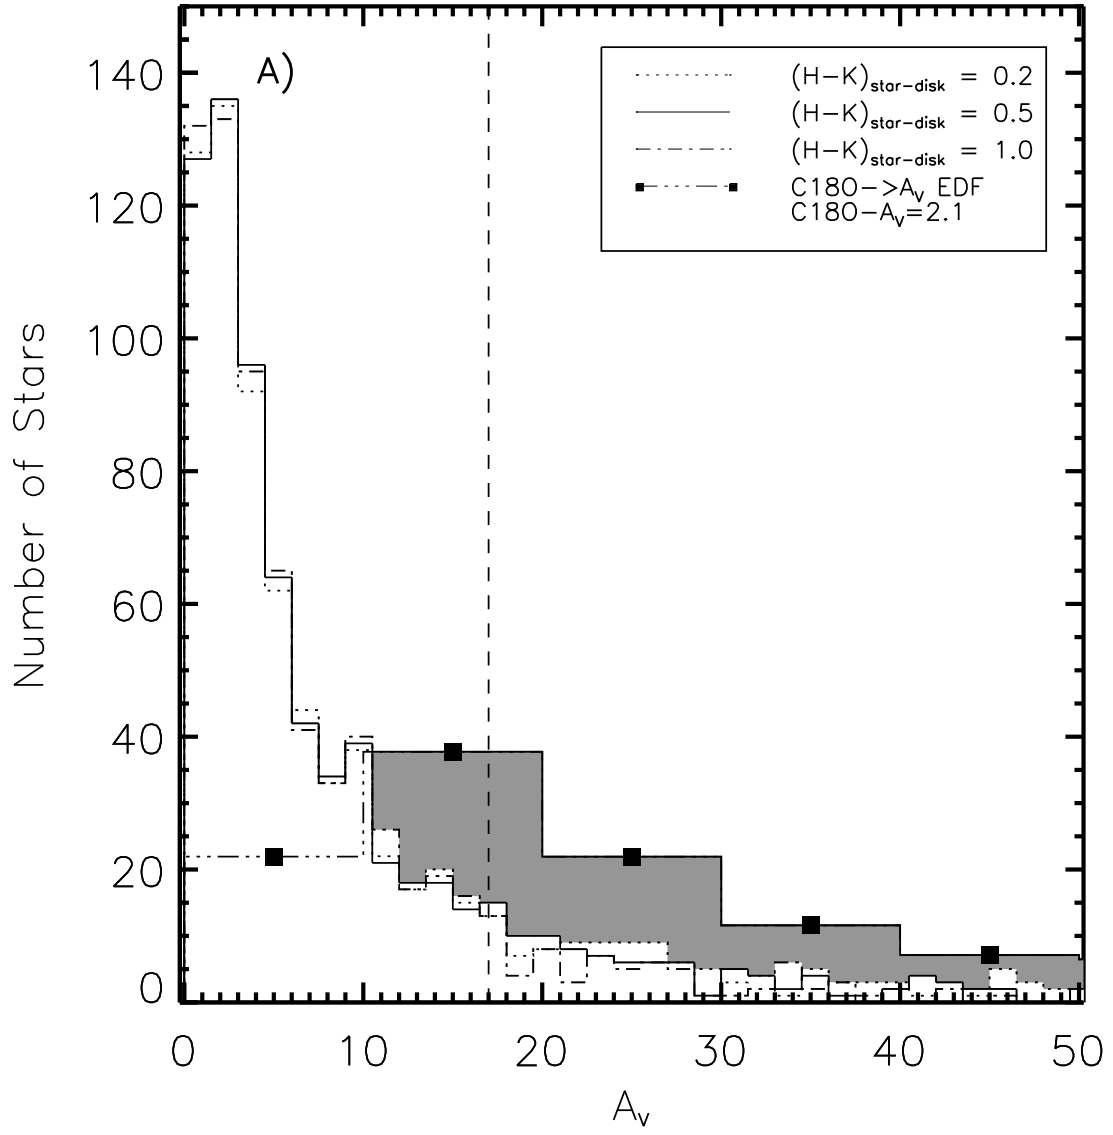 A)
(H-K)star-disk = 0.2
(H-K)star-disk = 0.5
(H-K)star-disk = 1.0
C18O->Av EDF
C18O-Av=2.1
140
120
100
80
60
40
20
0
Number of Stars
0 10 20 30 40 50
Av